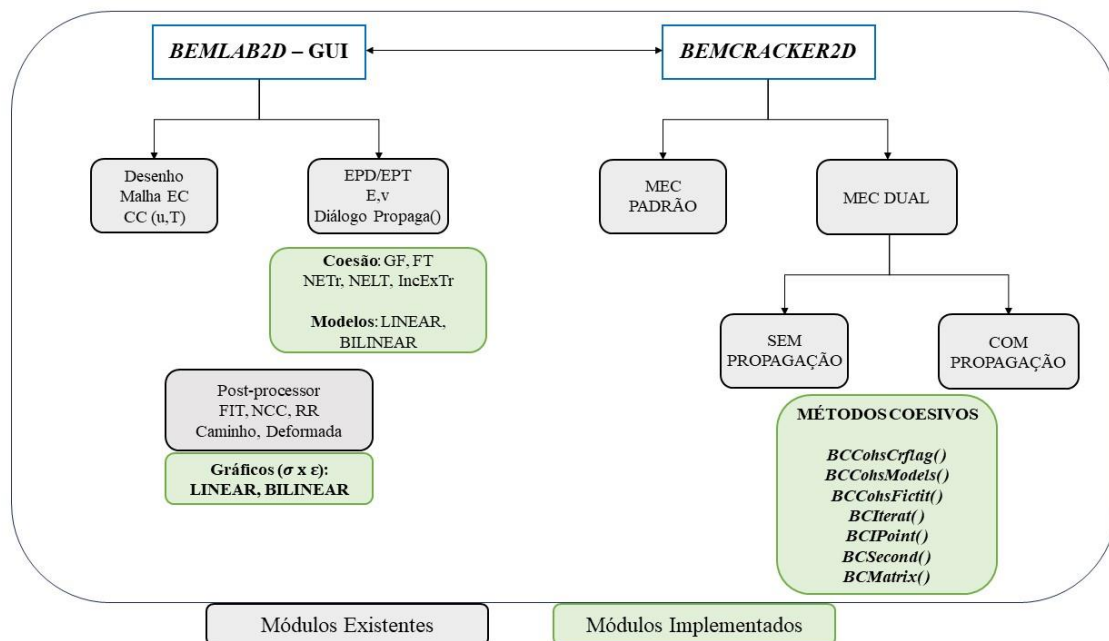 BEMLAB2D – GUI
BEMCRACKER2D
Desenho
Malha EC
CC (u,T)
EPD/EPT
E,v
Diálogo Propaga()
MEC
PADRÃO
MEC DUAL
Coesão: GF, FT
NETr, NELT, IncExTr
Modelos: LINEAR,
BILINEAR
SEM
PROPAGAÇÃO
COM
PROPAGAÇÃO
Post-processor
FIT, NCC, RR
Caminho, Deformada
Gráficos (σ x ε):
LINEAR, BILINEAR
MÉTODOS COESIVOS
BCCohsCrflag()
BCCohsModels()
BCCohsFictit()
BCIterat()
BCIPoint()
BCSecond()
BCMatrix()
Módulos Existentes
Módulos Implementados